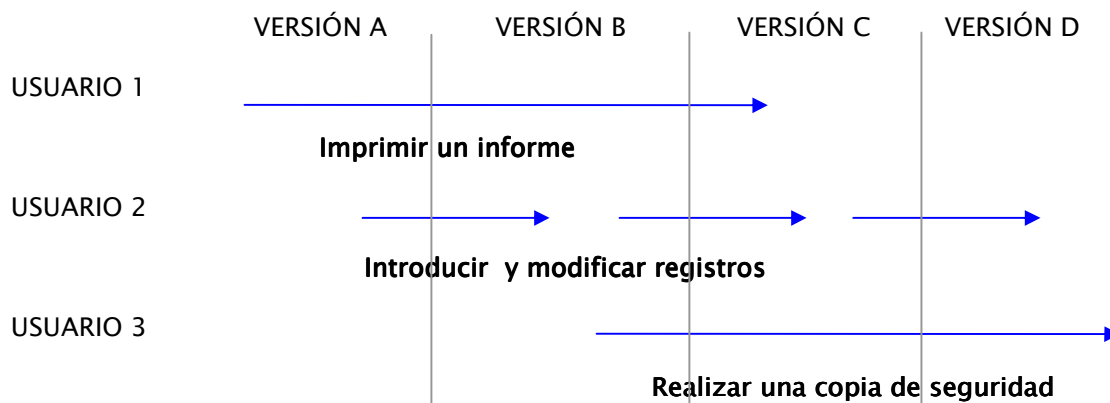 VERSIÓN A VERSIÓN B VERSIÓN C VERSIÓN D
USUARIO 1
Imprimir un informe
USUARIO 2
Introducir y modificar registros
USUARIO 3
Realizar una copia de seguridad